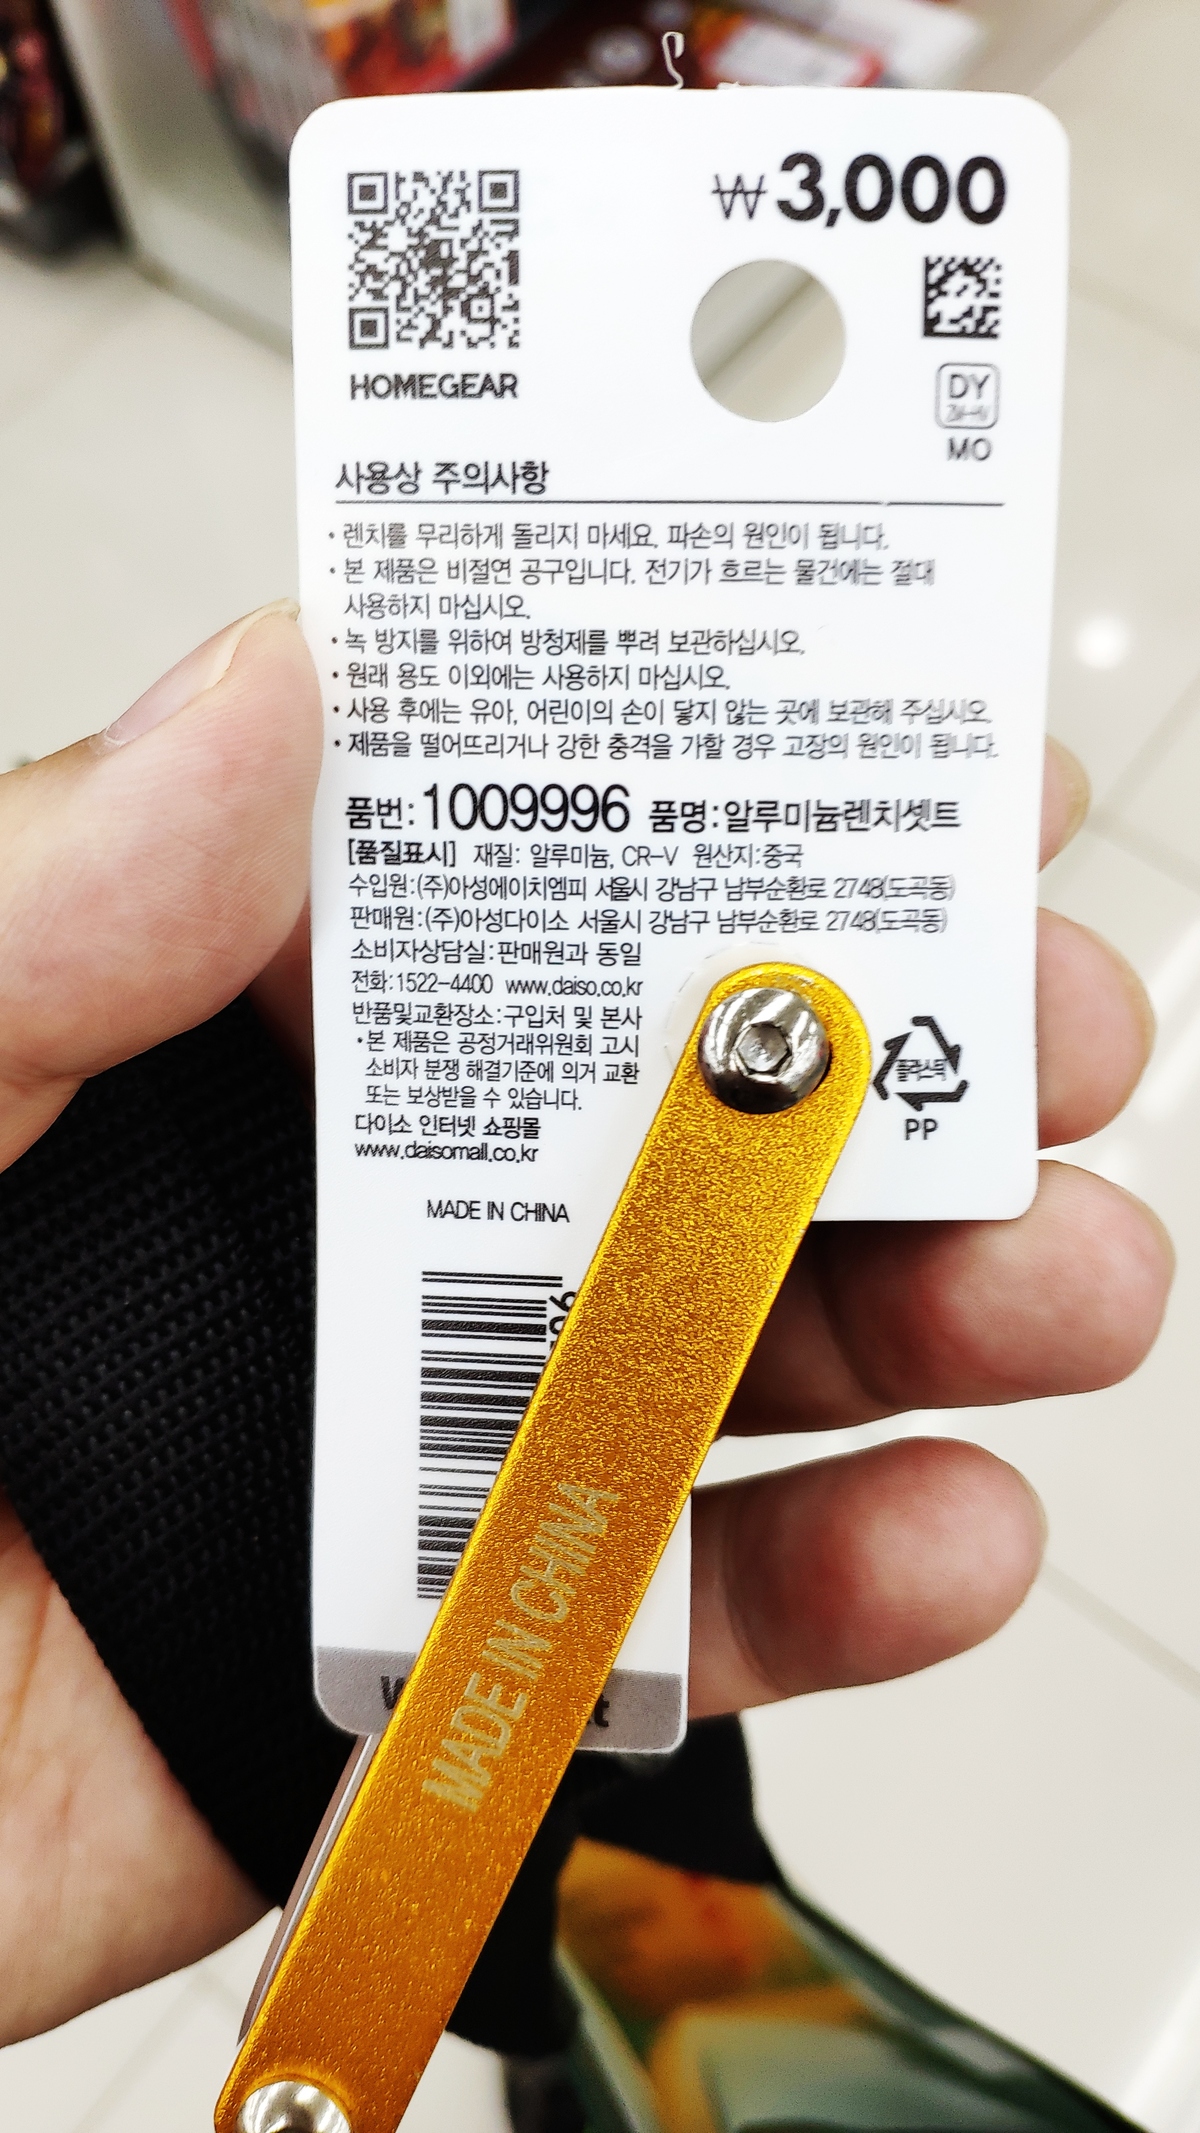 ₩3,000
HOMEGEAR
DY
MO
사용상 주의사항
• 렌치를 무리하게 돌리지 마세요. 파손의 원인이 됩니다.
• 본 제품은 비절연 공구입니다. 전기가 흐르는 물건에는 절대
사용하지 마십시오.
• 녹 방지를 위하여 방청제를 뿌려 보관하십시오.
• 원래 용도 이외에는 사용하지 마십시오.
• 사용 후에는 유아, 어린이의 손이 닿지 않는 곳에 보관해 주십시오.
• 제품을 떨어뜨리거나 강한 충격을 가할 경우 고장의 원인이 됩니다.
품번:1009996 품명:알루미늄렌치셋트
[품질표시] 재질: 알루미늄, CR-V 원산지:중국
수입원:(주)아성에이치엠피 서울시 강남구 남부순환로 2748(도곡동)
판매원:(주)아성다이소 서울시 강남구 남부순환로 2748(도곡동)
소비자상담실:판매원과 동일
전화:1522-4400 www.daiso.co.kr
반품및교환장소:구입처 및 본사
• 본 제품은 공정거래위원회 고시
소비자 분쟁 해결기준에 의거 교환
또는 보상받을 수 있습니다.
다이소 인터넷 쇼핑몰
www.daisomall.co.kr
플라스틱
PP
MADE IN CHINA
MADE IN CHINA